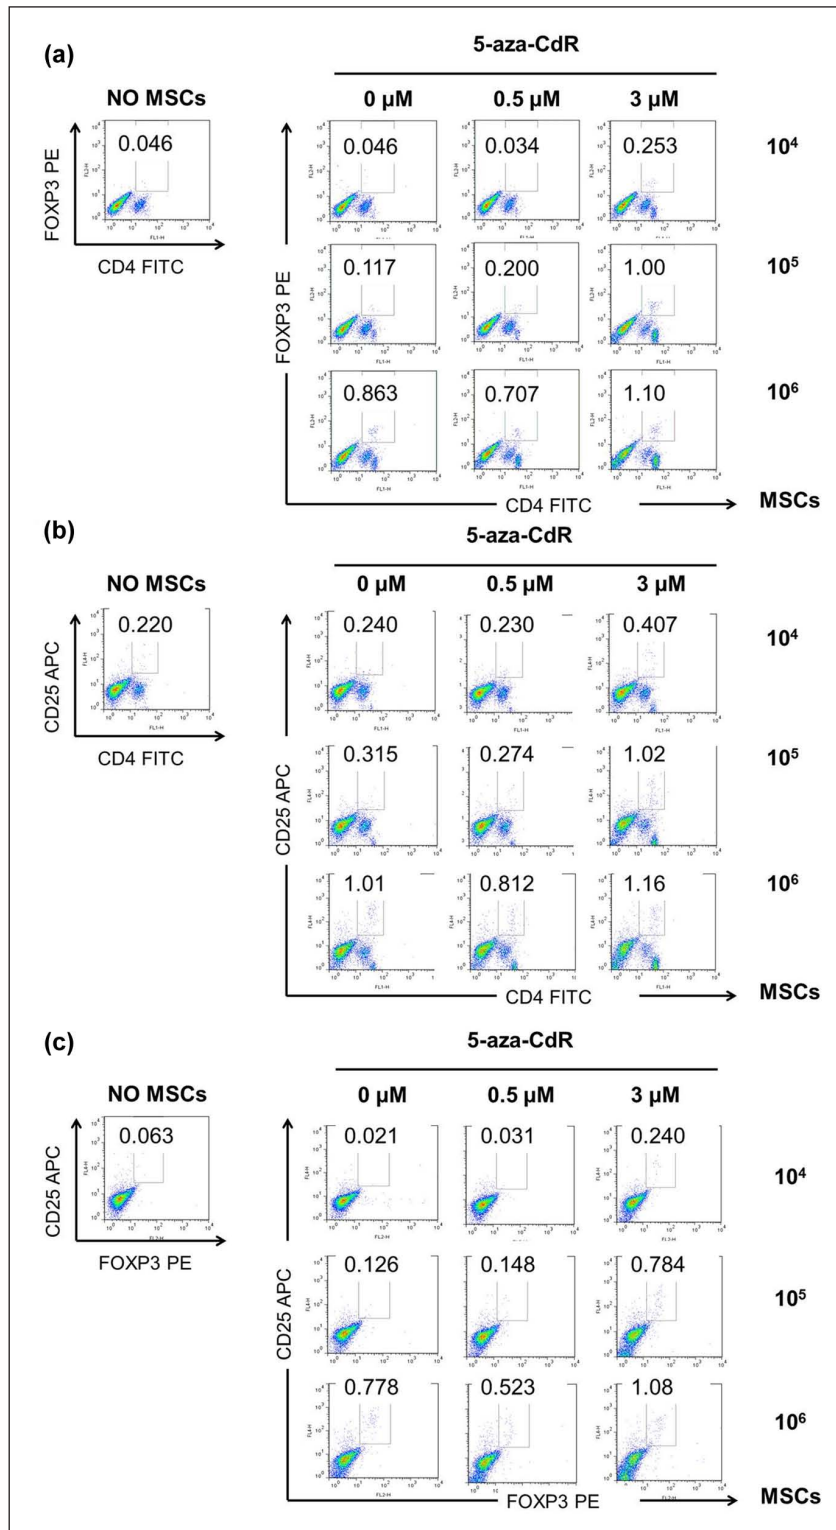 (a)
5-aza-CdR
NO MSCs 0 µM 0.5 µM 3 µM
0.046 0.046 0.034 0.253 10⁴
FOXP3 PE
CD4 FITC
0.117 0.200 1.00 10⁵
FOXP3 PE
0.863 0.707 1.10 10⁶
CD4 FITC MSCs
(b)
5-aza-CdR
NO MSCs 0 µM 0.5 µM 3 µM
0.220 0.240 0.230 0.407 10⁴
CD25 APC
CD4 FITC
0.315 0.274 1.02 10⁵
CD25 APC
1.01 0.812 1.16 10⁶
CD4 FITC MSCs
(c)
5-aza-CdR
NO MSCs 0 µM 0.5 µM 3 µM
0.063 0.021 0.031 0.240 10⁴
CD25 APC
FOXP3 PE
0.126 0.148 0.784 10⁵
CD25 APC
0.778 0.523 1.08 10⁶
FOXP3 PE MSCs